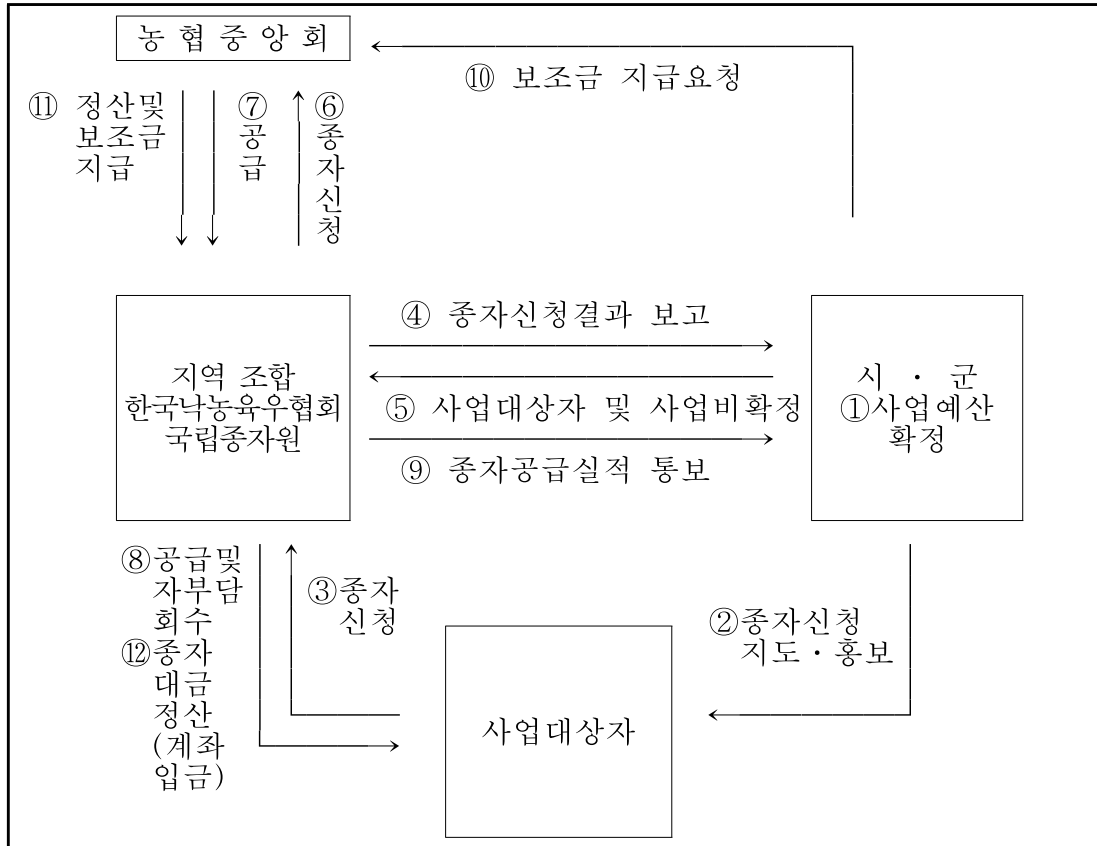 농협중앙회
⑩ 보조금 지급요청
⑪ 정산및
보조금
지급
⑦
공
급
⑥
종
자
신
청
④ 종자신청결과 보고
지역 조합
한국낙농육우협회
국립종자원
⑤ 사업대상자 및 사업비확정
⑨ 종자공급실적 통보
시 · 군
①사업예산
확정
⑧공급및
자부담
회수
⑫종자
대금
정산
(계좌
입금)
③종자
신청
②종자신청
지도·홍보
사업대상자